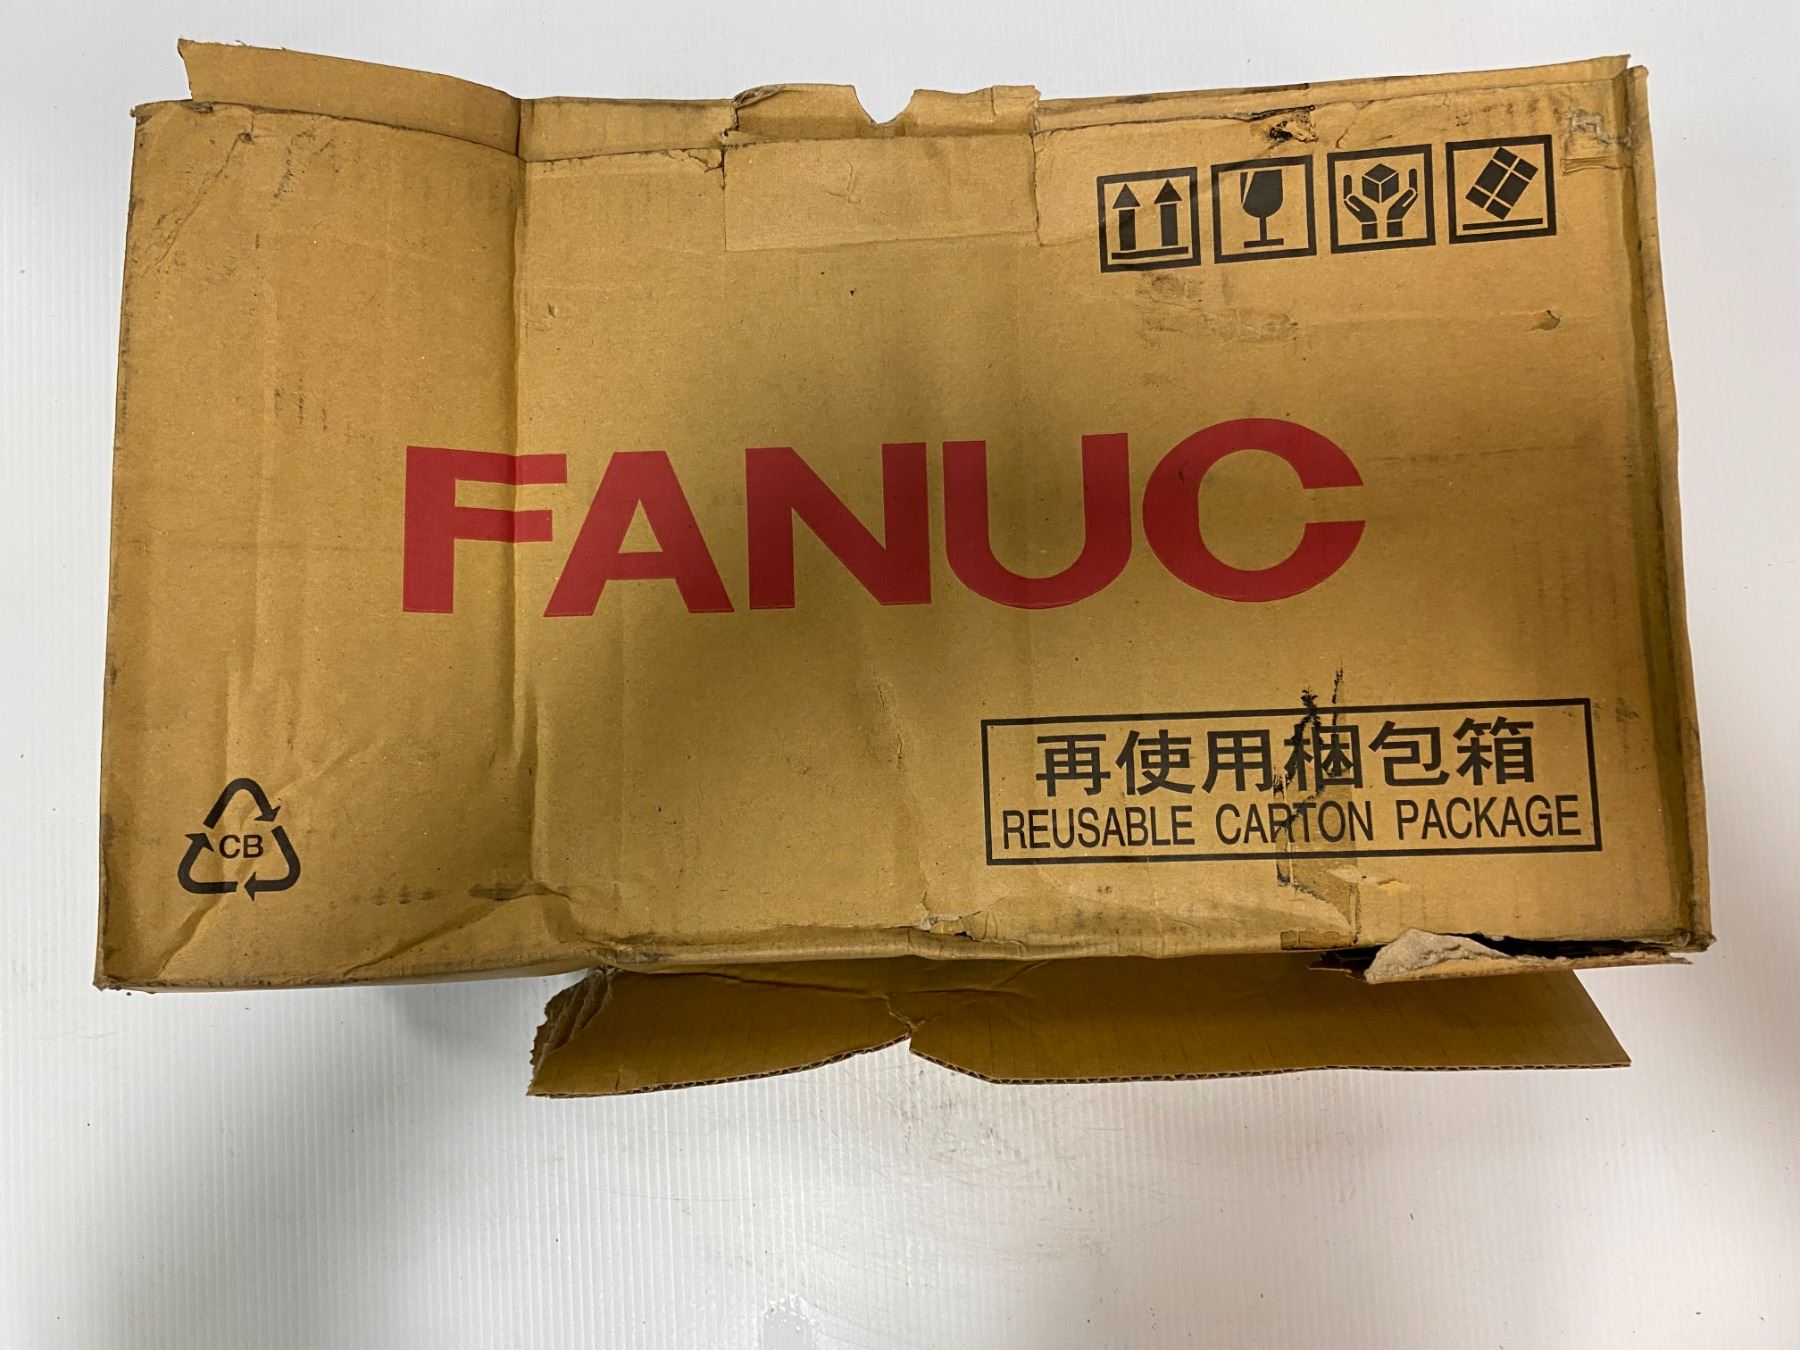 FANUC
再使用梱包箱
REUSABLE CARTON PACKAGE
CB